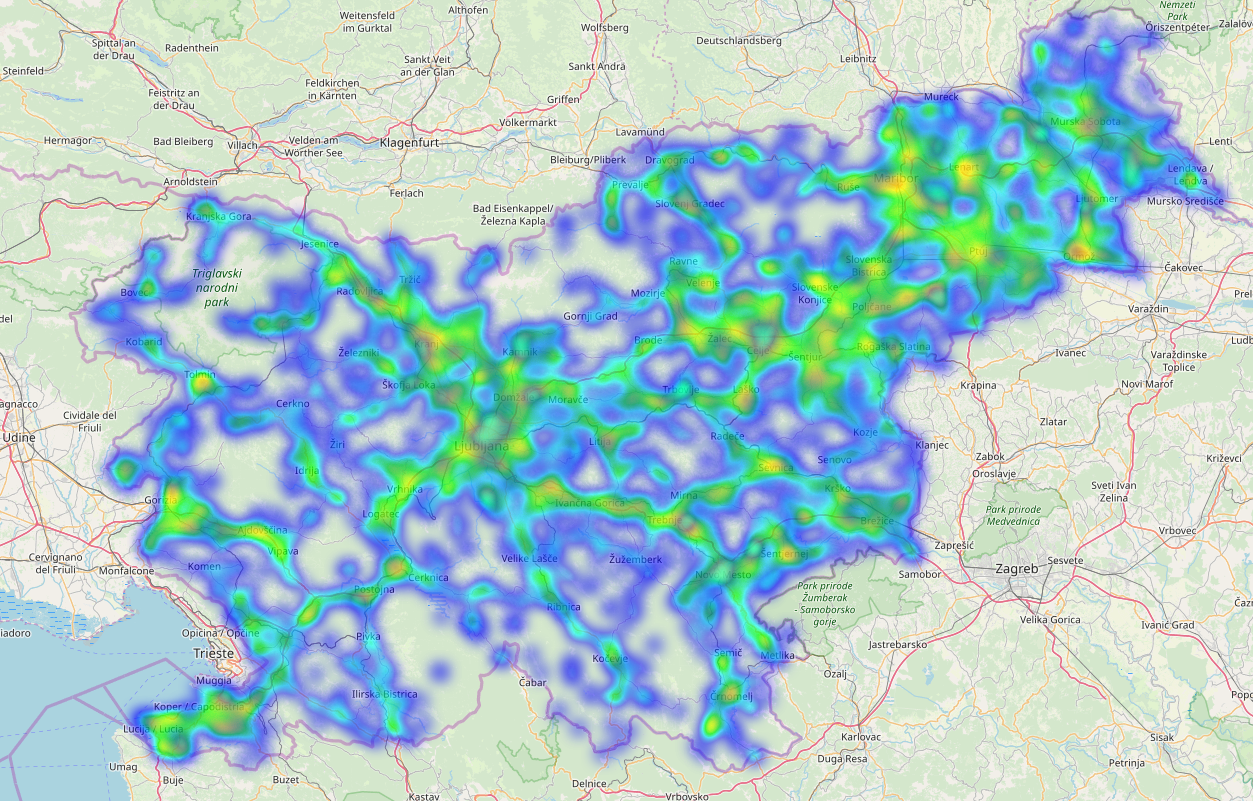 Althofen
Weitensfeld
im Gurktal
Wolfsberg
Nemzeti
Park
Őriszentpéter
Spittal an
der Drau
Radenthein
Deutschlandsberg
Leibnitz
Sankt Veit
an der Glan
Sankt Andrä
Steinfeld
Feldkirchen
in Kärnten
Feistritz an
der Drau
Griffen
Mureck
Völkermarkt
Murska Sobota
Hermagor
Bad Bleiberg
Villach
Velden am
Wörther See
Klagenfurt
Lavamünd
Lenti
Bleiburg/Pliberk
Dravograd
Lenart
Lendava /
Lendva
Arnoldstein
Ferlach
Prevalje
Ruše
Maribor
Ljutomer
Mursko Središće
Slovenj Gradec
Bad Eisenkappel/
Železna Kapla
Kranjska Gora
Jesenice
Ptuj
Ormož
Čakovec
Triglavski
narodni
park
Ravne
Slovenska
Bistrica
Bovec
Radovljica
Tržič
Mozirje
Velenje
Slovenske
Konjice
Poljčane
Varaždin
Gornji Grad
Kobarid
Kranj
Kamnik
Brode
Žalec
Celje
Šentjur
Rogaška Slatina
Ivanec
Varaždinske
Toplice
Železniki
Tolmin
Škofja Loka
Domžale
Moravče
Trbovlje
Laško
Krapina
Novi Marof
Cerkno
Cividale del
Friuli
Zlatar
Udine
Žiri
Ljubljana
Litija
Radeče
Kozje
Klanjec
Zabok
Oroslavje
Križevci
Idrija
Senovo
Sevnica
Vrhnika
Mirna
Krško
Sveti Ivan
Zelina
Gorizia
Ivančna Gorica
Logatec
Trebnje
Brežice
Park prirode
Medvednica
Ajdovščina
Vrbovec
Vipava
Velike Lašče
Žužemberk
Šentjernej
Zaprešić
Cervignano
del Friuli
Monfalcone
Komen
Cerknica
Novo mesto
Samobor
Zagreb
Sesvete
Postojna
Park prirode
Žumberak
- Samoborsko
gorje
Ribnica
Velika Gorica
Ivanić Grad
Opicina / Opčine
Pivka
Trieste
Kočevje
Semič
Metlika
Jastrebarsko
Ozalj
Muggia
Čabar
Ilirska Bistrica
Črnomelj
Koper / Capodistria
Lucija / Lucia
Karlovac
Sisak
Duga Resa
Petrinja
Umag
Buje
Buzet
Delnice
Kastav
Vrbovsko